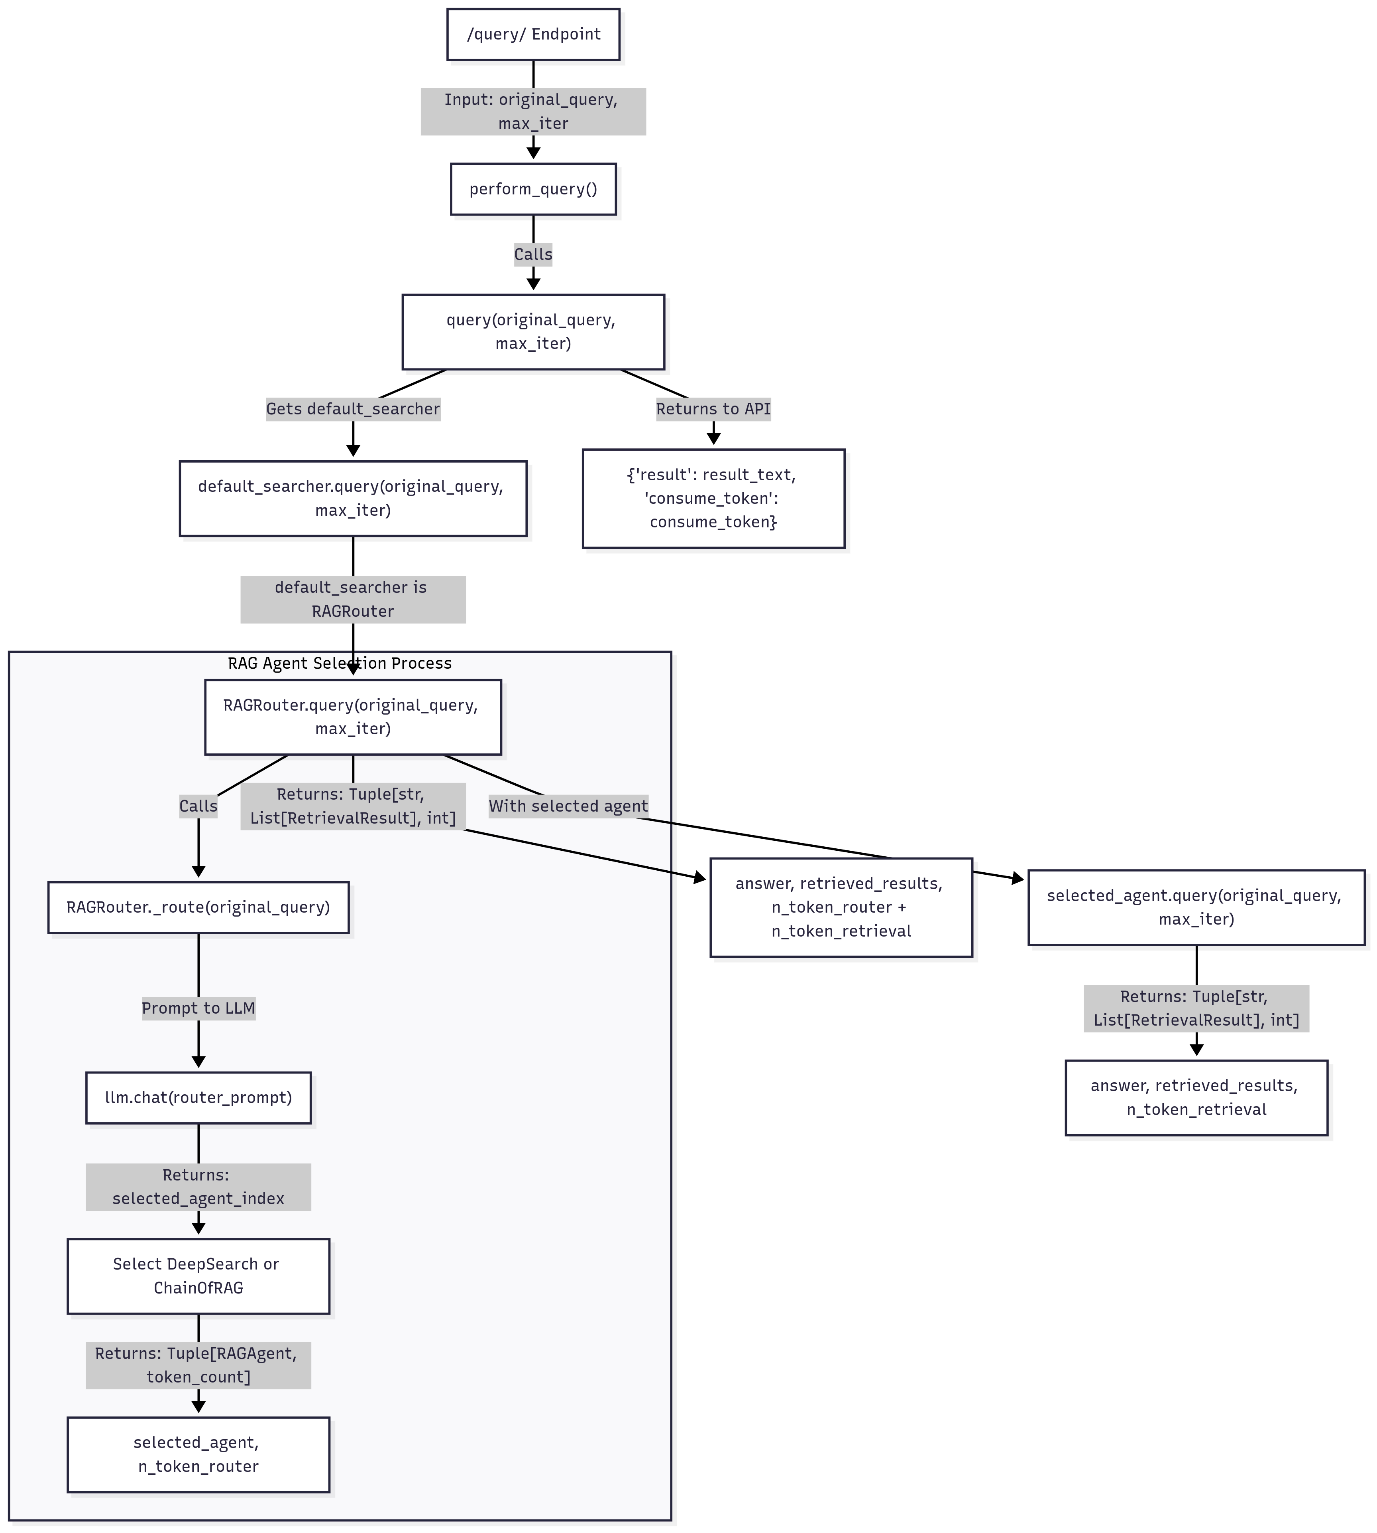 /query/ Endpoint
Input: original_query,
max_iter
perform_query()
Calls
query(original_query,
max_iter)
Gets default_searcher
Returns to API
default_searcher.query(original_query,
max_iter)
{'result': result_text,
'consume_token':
consume_token}
default_searcher is
RAGRouter
RAG Agent Selection Process
RAGRouter.query(original_query,
max_iter)
Calls
Returns: Tuple[str,
List[RetrievalResult], int]
With selected agent
RAGRouter._route(original_query)
answer, retrieved_results,
n_token_router +
n_token_retrieval
selected_agent.query(original_query,
max_iter)
Prompt to LLM
Returns: Tuple[str,
List[RetrievalResult], int]
llm.chat(router_prompt)
answer, retrieved_results,
n_token_retrieval
Returns:
selected_agent_index
Select DeepSearch or
ChainOfRAG
Returns: Tuple[RAGAgent,
token_count]
selected_agent,
n_token_router